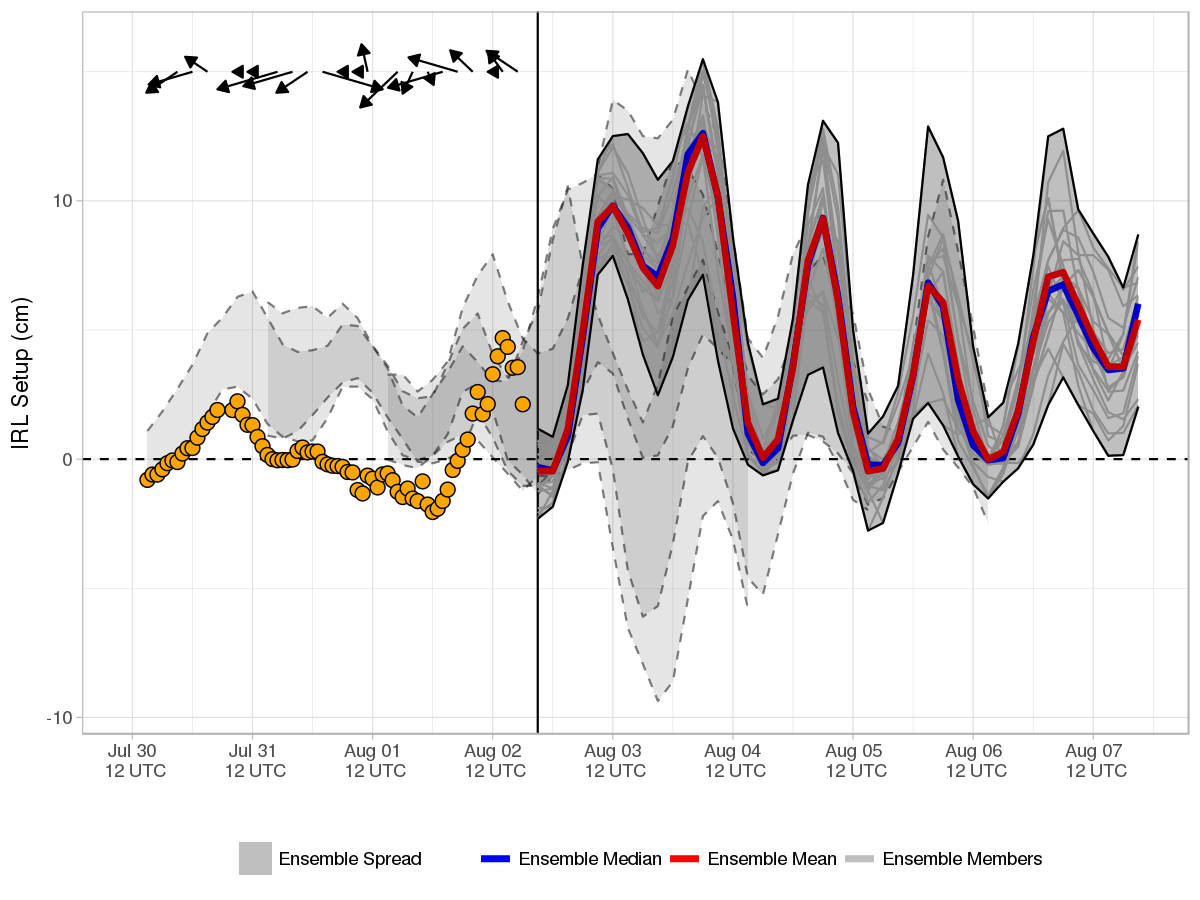 IRL Setup (cm)
10
0
-10
Jul 30
12 UTC
Jul 31
12 UTC
Aug 01
12 UTC
Aug 02
12 UTC
Aug 03
12 UTC
Aug 04
12 UTC
Aug 05
12 UTC
Aug 06
12 UTC
Aug 07
12 UTC
Ensemble Spread
Ensemble Median
Ensemble Mean
Ensemble Members